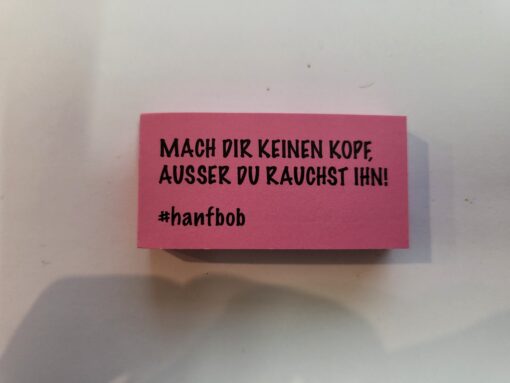 MACH DIR KEINEN KOPF,
AUSSER DU RAUCHST IHN!
#hanfbob